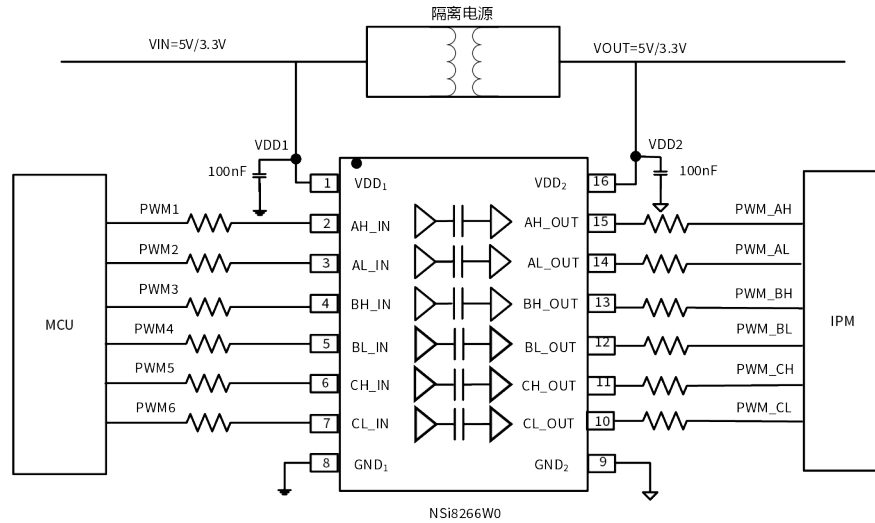 隔离电源
VIN=5V/3.3V
VOUT=5V/3.3V
VDD1
VDD2
100nF
100nF
1
VDD₁
VDD₂
16
PWM1
2
AH_IN
AH_OUT
15
PWM_AH
PWM2
3
AL_IN
AL_OUT
14
PWM_AL
PWM3
4
BH_IN
BH_OUT
13
PWM_BH
MCU
IPM
PWM4
5
BL_IN
BL_OUT
12
PWM_BL
PWM5
6
CH_IN
CH_OUT
11
PWM_CH
PWM6
7
CL_IN
CL_OUT
10
PWM_CL
8
GND₁
GND₂
9
NSi8266W0